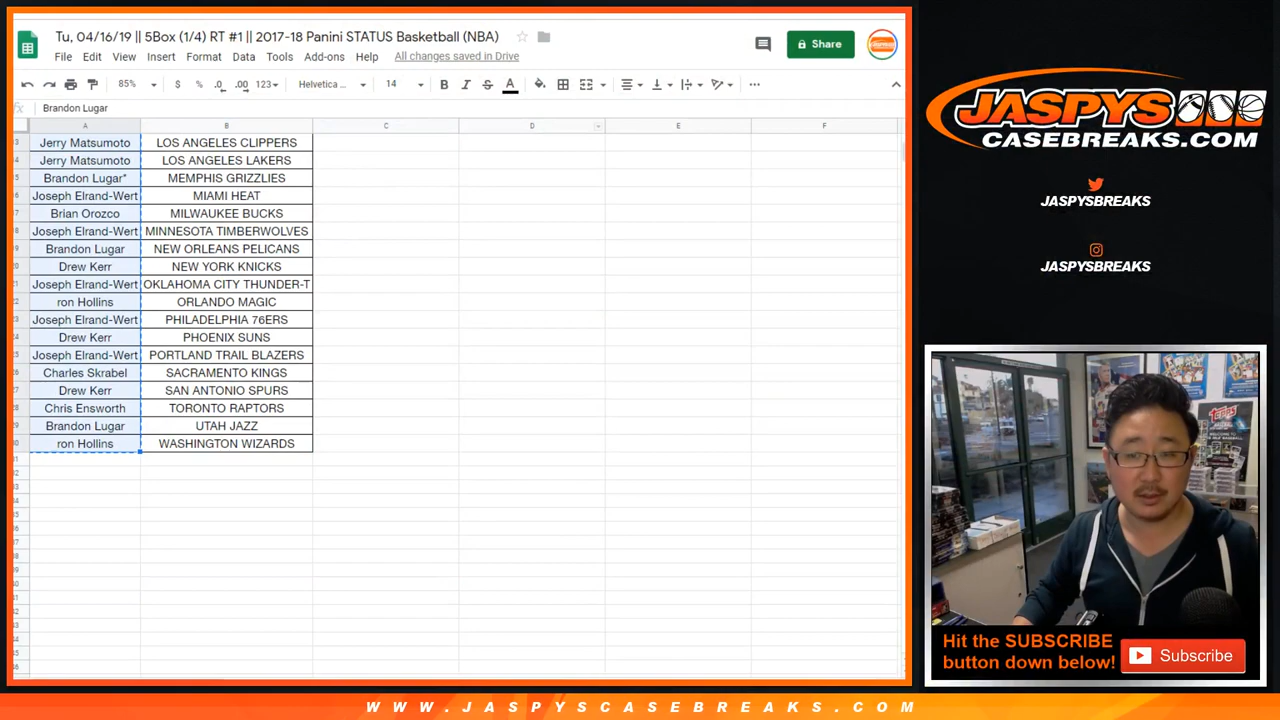 Tu, 04/16/19 || 5Box (1/4) RT #1 || 2017-18 Panini STATUS Basketball (NBA)
File Edit View Insert Format Data Tools Add-ons Help All changes saved in Drive
Share
85% $ % .0 .00 123 Helvetica ... 14 B I S A
fx Brandon Lugar
A B C D E F
Jerry Matsumoto LOS ANGELES CLIPPERS
Jerry Matsumoto LOS ANGELES LAKERS
Brandon Lugar* MEMPHIS GRIZZLIES
Joseph Elrand-Wert MIAMI HEAT
Brian Orozco MILWAUKEE BUCKS
Joseph Elrand-Wert MINNESOTA TIMBERWOLVES
Brandon Lugar NEW ORLEANS PELICANS
Drew Kerr NEW YORK KNICKS
Joseph Elrand-Wert OKLAHOMA CITY THUNDER-T
ron Hollins ORLANDO MAGIC
Joseph Elrand-Wert PHILADELPHIA 76ERS
Drew Kerr PHOENIX SUNS
Joseph Elrand-Wert PORTLAND TRAIL BLAZERS
Charles Skrabel SACRAMENTO KINGS
Drew Kerr SAN ANTONIO SPURS
Chris Ensworth TORONTO RAPTORS
Brandon Lugar UTAH JAZZ
ron Hollins WASHINGTON WIZARDS
JASPYS
CASEBREAKS.COM
JASPYSBREAKS
JASPYSBREAKS
topps
Hit the SUBSCRIBE
button down below!
Subscribe
WWW.JASPYSCASEBREAKS.COM